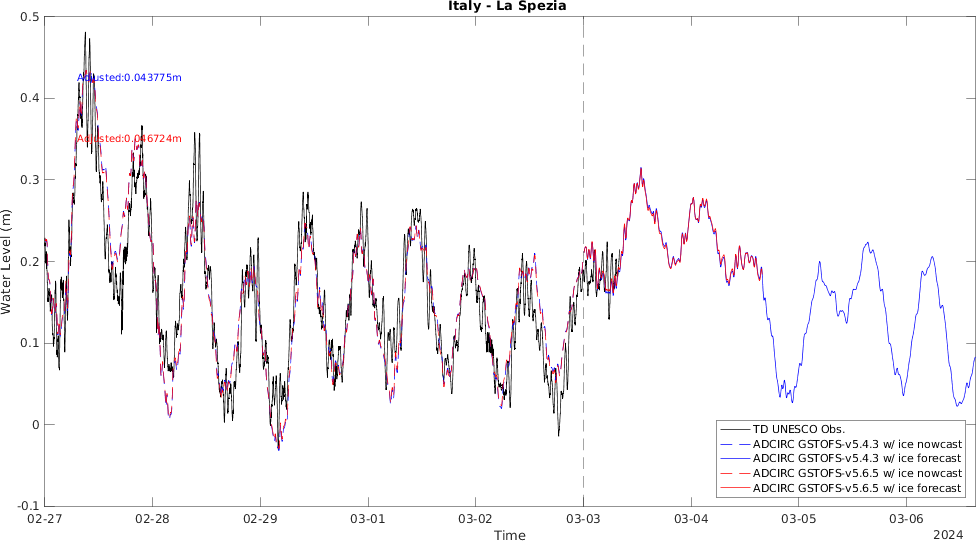 Italy - La Spezia
0.5
0.4
0.3
0.2
0.1
0
-0.1
Water Level (m)
Adjusted:0.043775m
Adjusted:0.046724m
TD UNESCO Obs.
ADCIRC GSTOFS-v5.4.3 w/ ice nowcast
ADCIRC GSTOFS-v5.4.3 w/ ice forecast
ADCIRC GSTOFS-v5.6.5 w/ ice nowcast
ADCIRC GSTOFS-v5.6.5 w/ ice forecast
02-27 02-28 02-29 03-01 03-02 03-03 03-04 03-05 03-06
Time
2024